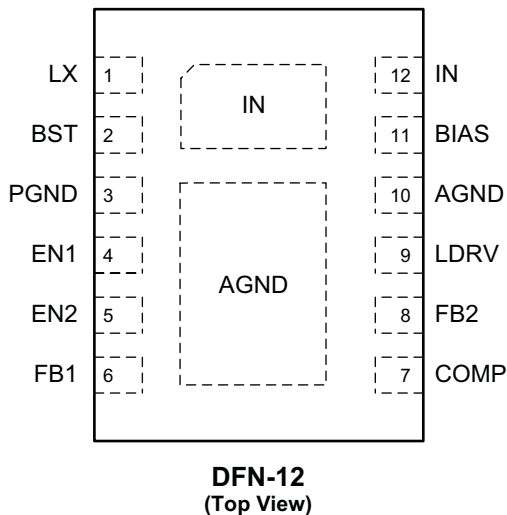 LX 1 12 IN
IN
BST 2 11 BIAS
PGND 3 10 AGND
EN1 4 9 LDRV
AGND
EN2 5 8 FB2
FB1 6 7 COMP
DFN-12
(Top View)